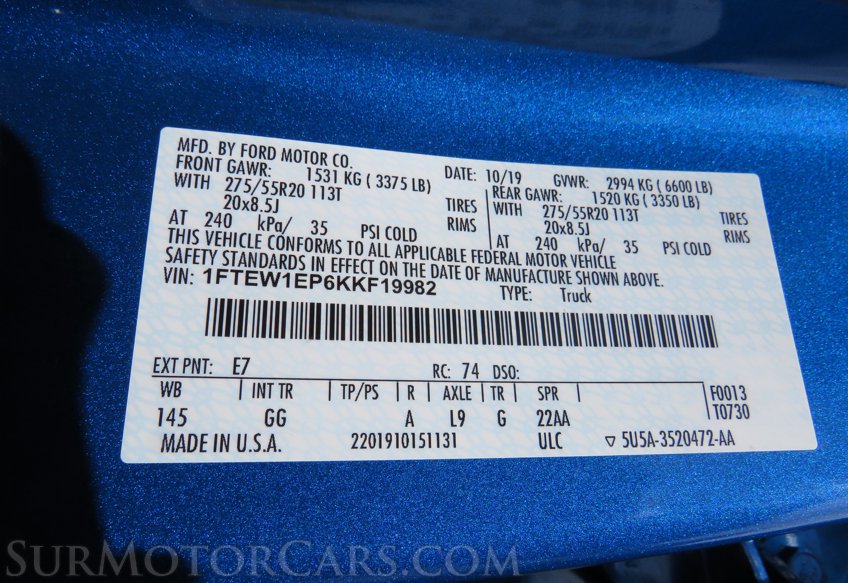 MFD. BY FORD MOTOR CO.
DATE: 10/19 GVWR: 2994 KG ( 6600 LB)
FRONT GAWR: 1531 KG ( 3375 LB) REAR GAWR: 1520 KG ( 3350 LB)
WITH 275/55R20 113T TIRES WITH 275/55R20 113T TIRES
20x8.5J RIMS 20x8.5J RIMS
AT 240 kPa/ 35 PSI COLD AT 240 kPa/ 35 PSI COLD
THIS VEHICLE CONFORMS TO ALL APPLICABLE FEDERAL MOTOR VEHICLE
SAFETY STANDARDS IN EFFECT ON THE DATE OF MANUFACTURE SHOWN ABOVE.
VIN: 1FTEW1EP6KKF19982 TYPE: Truck
EXT PNT: E7 RC: 74 DSO:
WB INT TR TP/PS R AXLE TR SPR F0013
145 GG A L9 G 22AA T0730
MADE IN U.S.A. 2201910151131 ULC ▽ 5U5A-3520472-AA
SurMotorCars.com